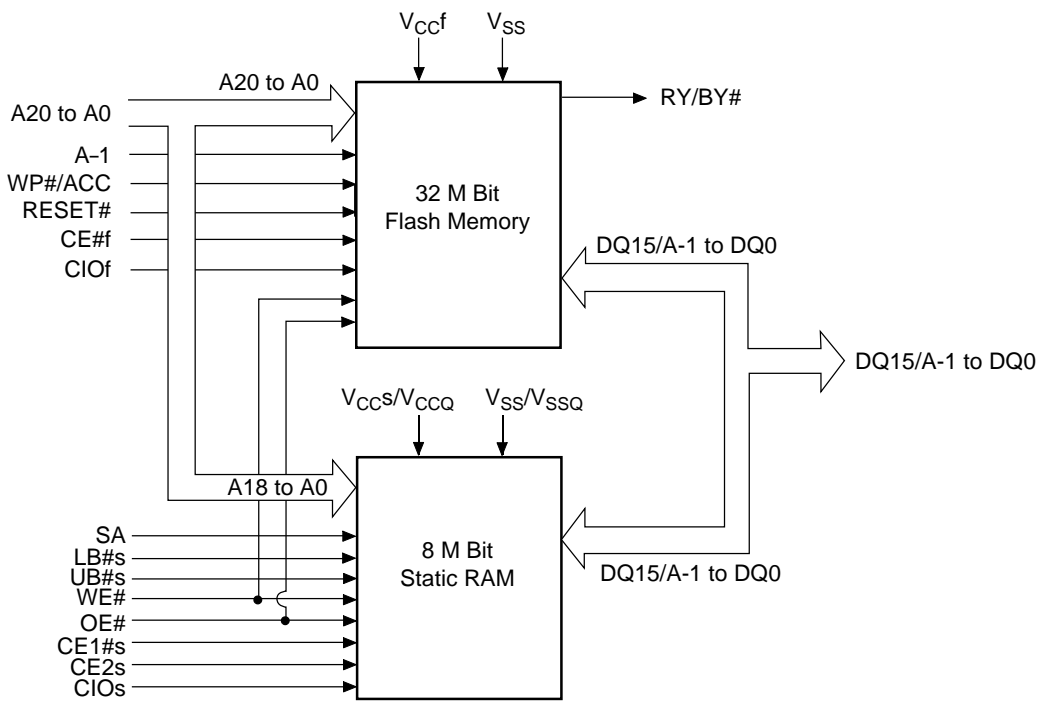 VCCf
VSS
A20 to A0
A20 to A0
RY/BY#
A–1
WP#/ACC
RESET#
CE#f
CIOf
32 M Bit
Flash Memory
DQ15/A-1 to DQ0
DQ15/A-1 to DQ0
VCCs/VCCQ
VSS/VSSQ
A18 to A0
SA
LB#s
UB#s
WE#
OE#
CE1#s
CE2s
CIOs
8 M Bit
Static RAM
DQ15/A-1 to DQ0